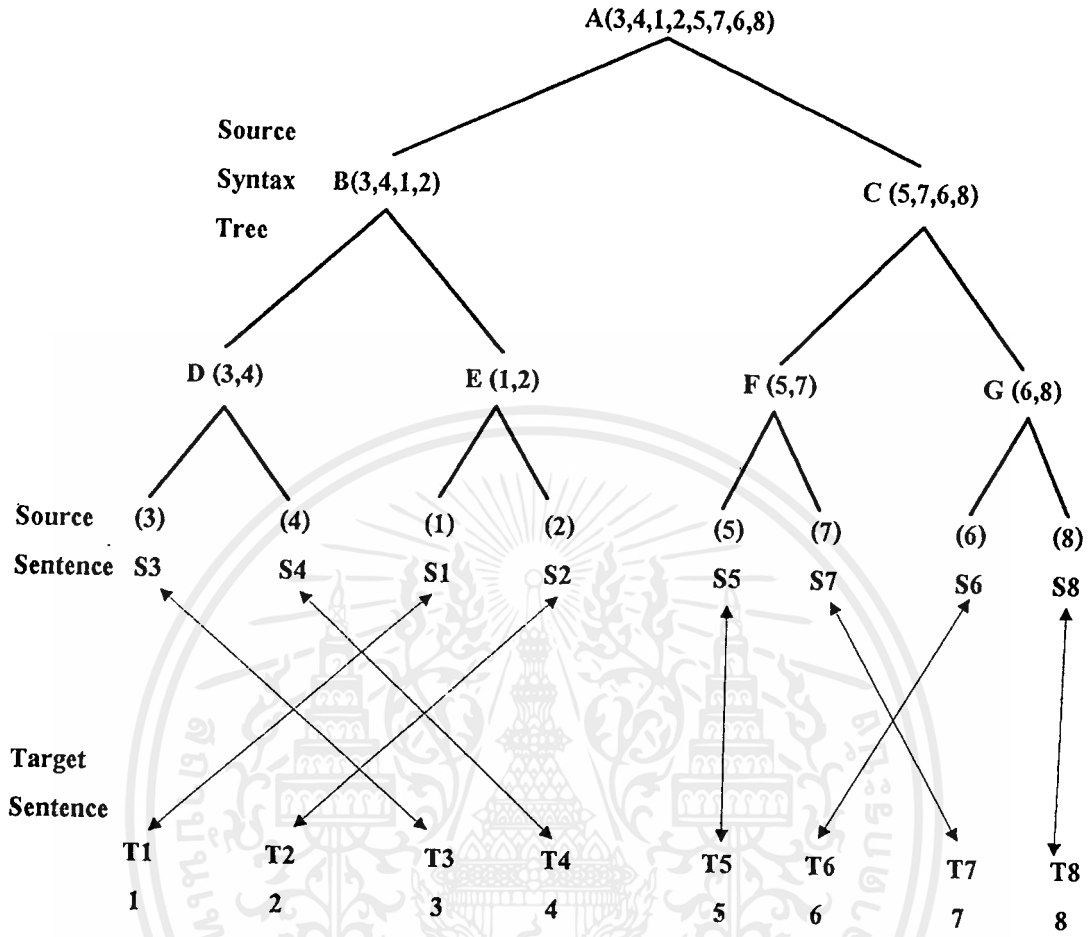 A(3,4,1,2,5,7,6,8)
Source
Syntax B(3,4,1,2) C (5,7,6,8)
Tree
D (3,4) E (1,2) F (5,7) G (6,8)
Source (3) (4) (1) (2) (5) (7) (6) (8)
Sentence S3 S4 S1 S2 S5 S7 S6 S8
Target
Sentence
T1 T2 T3 T4 T5 T6 T7 T8
1 2 3 4 5 6 7 8